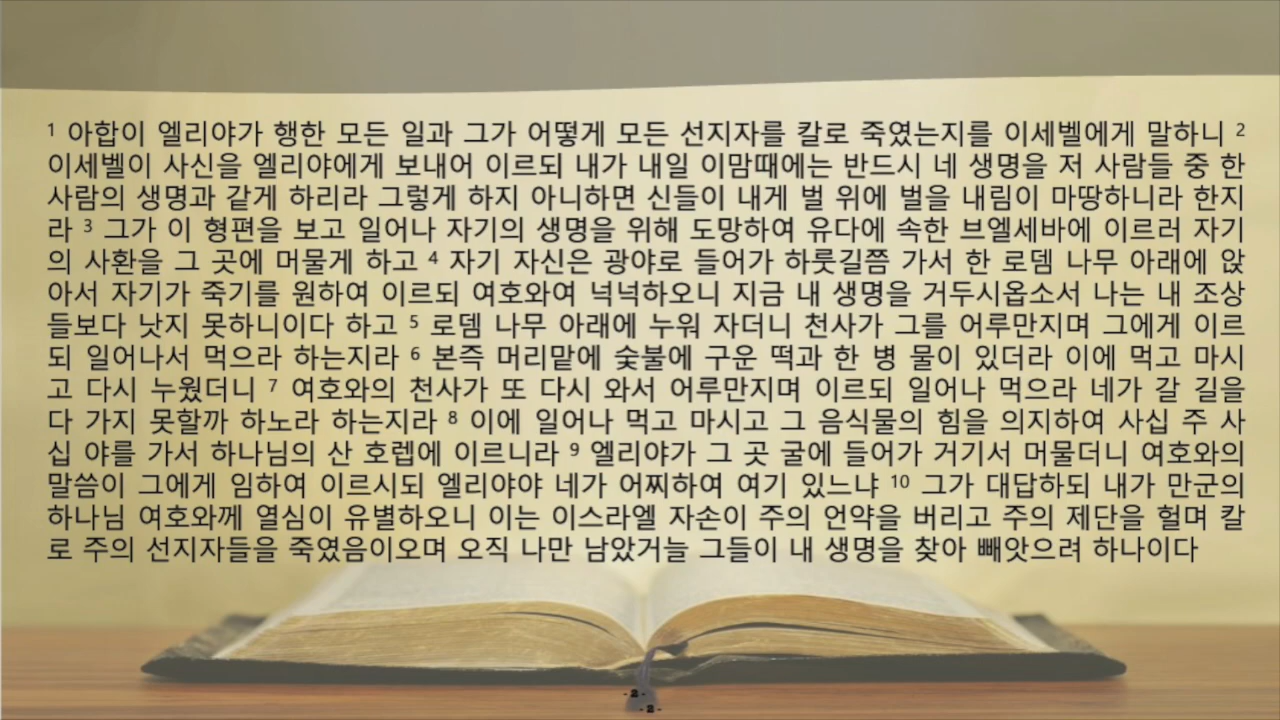 1 아합이 엘리야가 행한 모든 일과 그가 어떻게 모든 선지자를 칼로 죽였는지를 이세벨에게 말하니 2
이세벨이 사신을 엘리야에게 보내어 이르되 내가 내일 이맘때에는 반드시 네 생명을 저 사람들 중 한
사람의 생명과 같게 하리라 그렇게 하지 아니하면 신들이 내게 벌 위에 벌을 내림이 마땅하니라 한지
라 3 그가 이 형편을 보고 일어나 자기의 생명을 위해 도망하여 유다에 속한 브엘세바에 이르러 자기
의 사환을 그 곳에 머물게 하고 4 자기 자신은 광야로 들어가 하룻길쯤 가서 한 로뎀 나무 아래에 앉
아서 자기가 죽기를 원하여 이르되 여호와여 넉넉하오니 지금 내 생명을 거두시옵소서 나는 내 조상
들보다 낫지 못하니이다 하고 5 로뎀 나무 아래에 누워 자더니 천사가 그를 어루만지며 그에게 이르
되 일어나서 먹으라 하는지라 6 본즉 머리맡에 숯불에 구운 떡과 한 병 물이 있더라 이에 먹고 마시
고 다시 누웠더니 7 여호와의 천사가 또 다시 와서 어루만지며 이르되 일어나 먹으라 네가 갈 길을
다 가지 못할까 하노라 하는지라 8 이에 일어나 먹고 마시고 그 음식물의 힘을 의지하여 사십 주 사
십 야를 가서 하나님의 산 호렙에 이르니라 9 엘리야가 그 곳 굴에 들어가 거기서 머물더니 여호와의
말씀이 그에게 임하여 이르시되 엘리야야 네가 어찌하여 여기 있느냐 10 그가 대답하되 내가 만군의
하나님 여호와께 열심이 유별하오니 이는 이스라엘 자손이 주의 언약을 버리고 주의 제단을 헐며 칼
로 주의 선지자들을 죽였음이오며 오직 나만 남았거늘 그들이 내 생명을 찾아 빼앗으려 하나이다
- 2 -
- 2 -